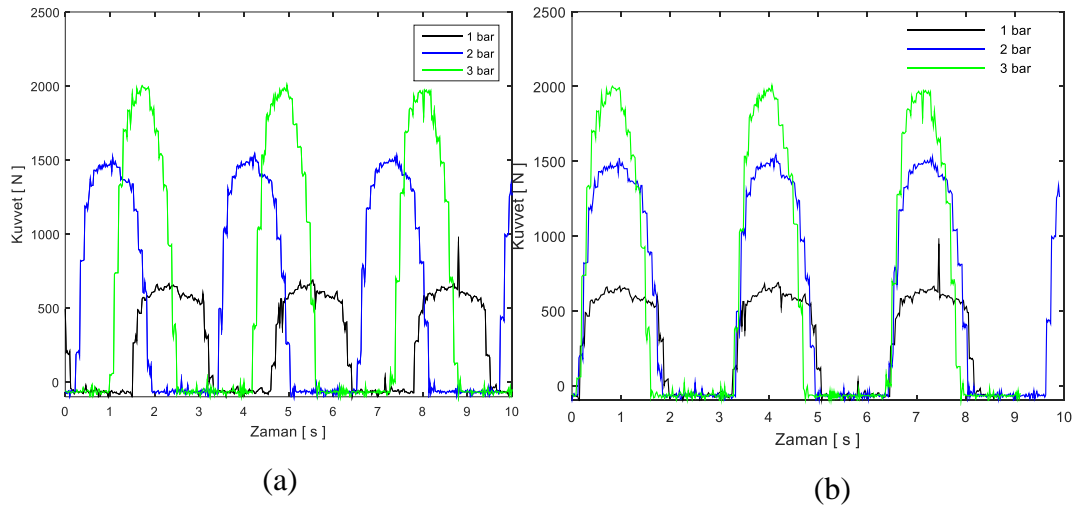 2500
2000
1500
1000
500
0
Kuvvet [ N ]
0 1 2 3 4 5 6 7 8 9 10
Zaman [ s ]
1 bar
2 bar
3 bar
(a)
2500
2000
1500
1000
500
0
Kuvvet [ N ]
0 1 2 3 4 5 6 7 8 9 10
Zaman [ s ]
1 bar
2 bar
3 bar
(b)